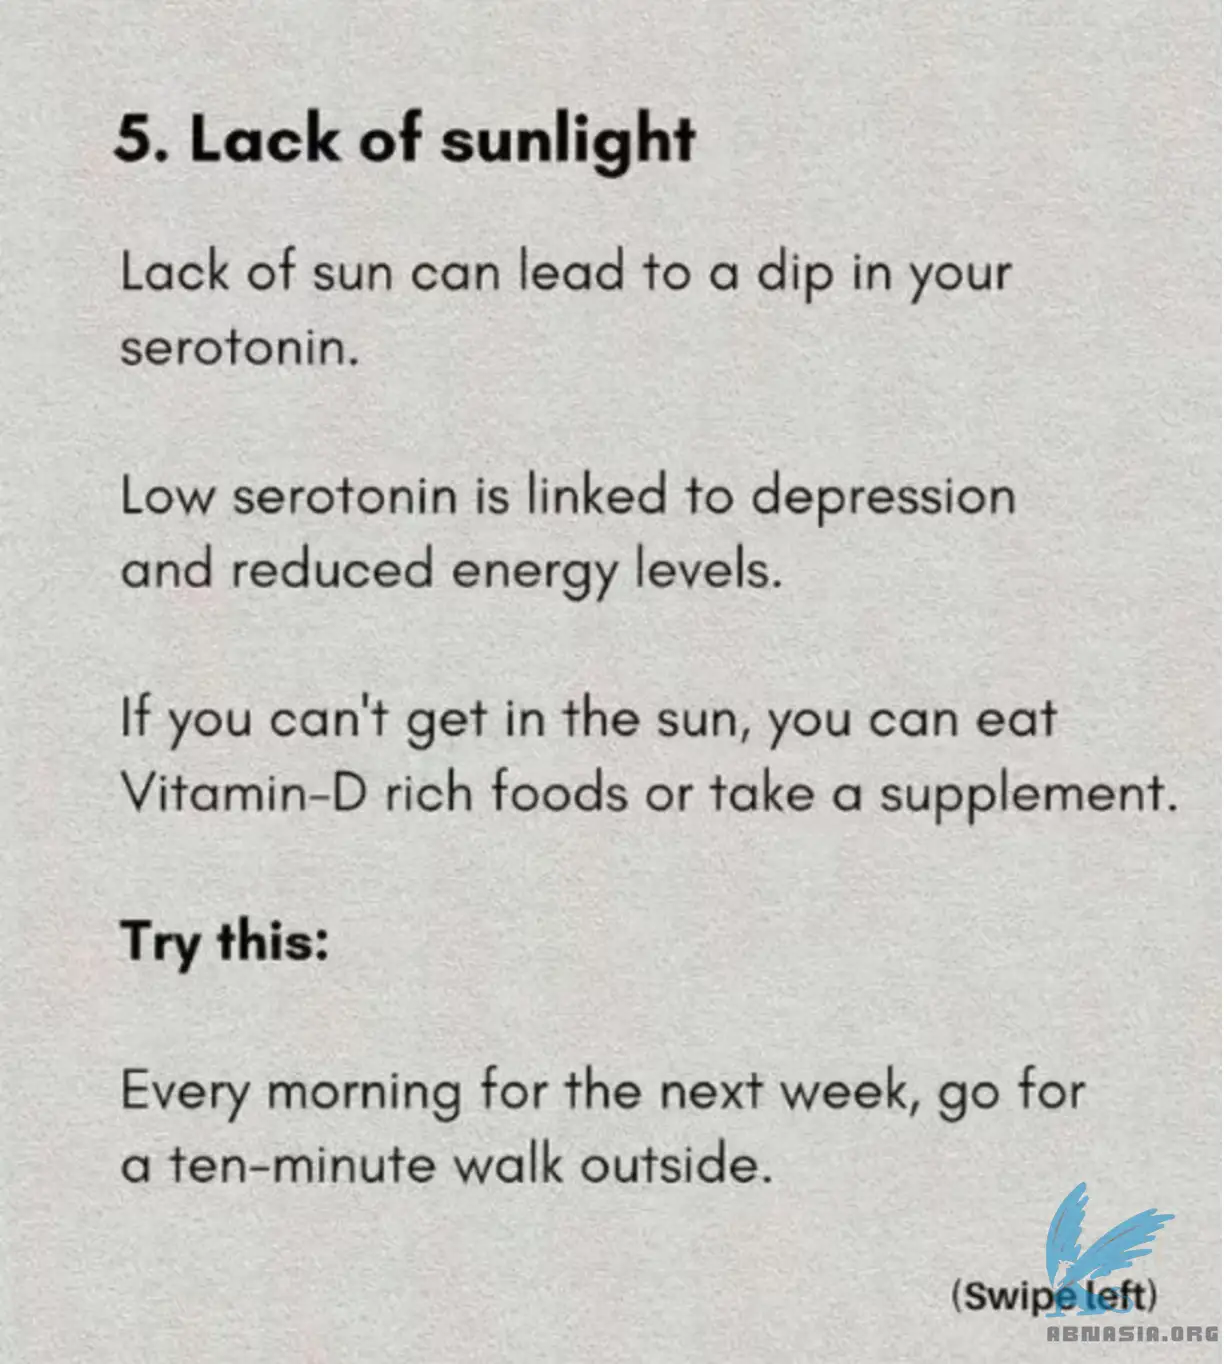 5. Lack of sunlight
Lack of sun can lead to a dip in your
serotonin.
Low serotonin is linked to depression
and reduced energy levels.
If you can't get in the sun, you can eat
Vitamin-D rich foods or take a supplement.
Try this:
Every morning for the next week, go for
a ten-minute walk outside.
(Swipe left)
ABNASIA.ORG